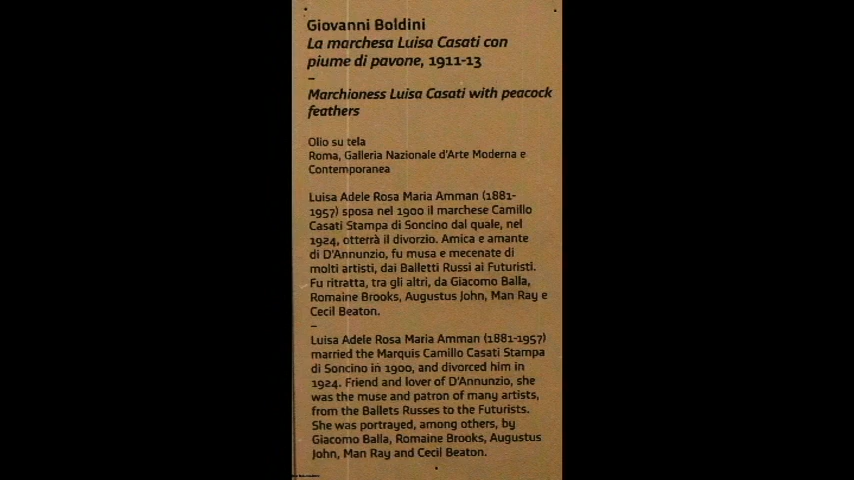 Giovanni Boldini
La marchesa Luisa Casati con
piume di pavone, 1911-13
–
Marchioness Luisa Casati with peacock
feathers
Olio su tela
Roma, Galleria Nazionale d'Arte Moderna e
Contemporanea
Luisa Adele Rosa Maria Amman (1881-
1957) sposa nel 1900 il marchese Camillo
Casati Stampa di Soncino dal quale, nel
1924, otterrà il divorzio. Amica e amante
di D'Annunzio, fu musa e mecenate di
molti artisti, dai Balletti Russi ai Futuristi.
Fu ritratta, tra gli altri, da Giacomo Balla,
Romaine Brooks, Augustus John, Man Ray e
Cecil Beaton.
–
Luisa Adele Rosa Maria Amman (1881-1957)
married the Marquis Camillo Casati Stampa
di Soncino in 1900, and divorced him in
1924. Friend and lover of D'Annunzio, she
was the muse and patron of many artists,
from the Ballets Russes to the Futurists.
She was portrayed, among others, by
Giacomo Balla, Romaine Brooks, Augustus
John, Man Ray and Cecil Beaton.